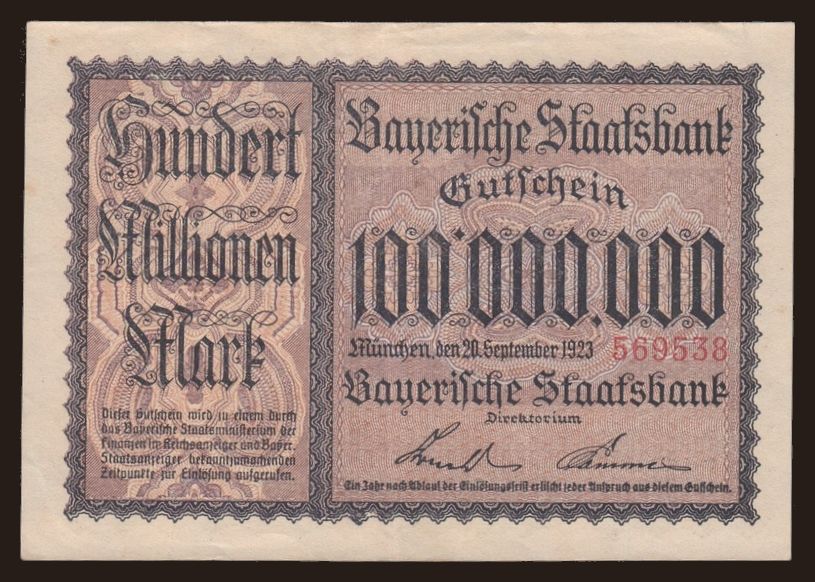 Hundert
Millionen
Mark
Dieser Gutschein wird in einem durch
das Bayerische Staatsministerium der
Finanzen im Reichsanzeiger und Bayer.
Staatsanzeiger bekanntzumachenden
Zeitpunkte zur Einlösung aufgerufen.
Bayerische Staatsbank
Gutschein
100'000.000
München, den 20. September 1923 569538
Bayerische Staatsbank
Direktorium
Ein Jahr nach Ablauf der Einlösungsfrist erlischt jeder Anspruch aus diesem Gutschein.